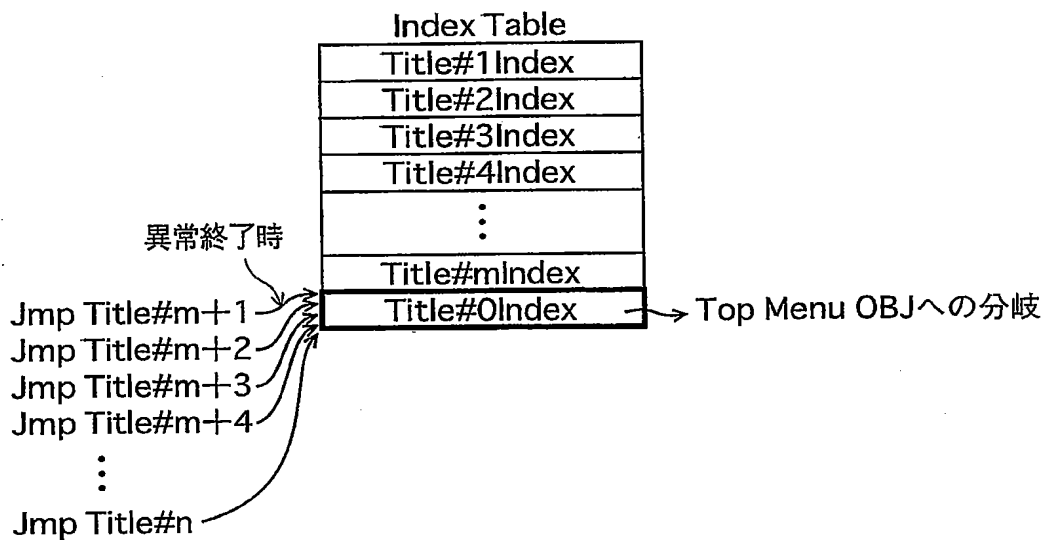 Index Table
Title#1Index
Title#2Index
Title#3Index
Title#4Index
⋮
Title#mIndex
Title#0Index
異常終了時
Jmp Title#m+1
Jmp Title#m+2
Jmp Title#m+3
Jmp Title#m+4
⋮
Jmp Title#n
Top Menu OBJへの分岐